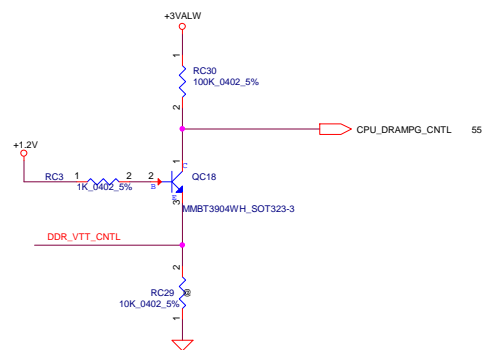 +3VALW
1
RC30
100K_0402_5%
2
CPU_DRAMPG_CNTL 55
+1.2V
1
C
RC3 1 2 2
B
QC18
1K_0402_5%
E
3
MMBT3904WH_SOT323-3
DDR_VTT_CNTL
2
RC29 @
10K_0402_5%
1